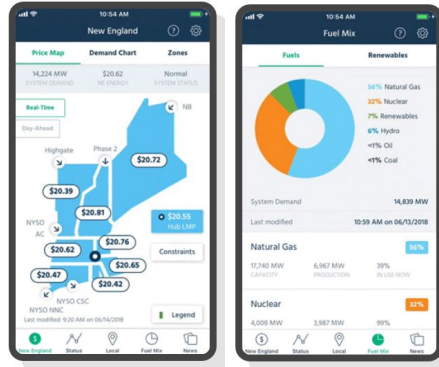 10:54 AM
New England
Price Map
Demand Chart
Zones
14,224 MW
SYSTEM DEMAND
$20.62
NE ENERGY
Normal
SYSTEM STATUS
Real-Time
Day-Ahead
NB
Highgate
Phase 2
$20.72
$20.39
$20.81
$20.55
Hub LMP
NYSO
AC
$20.76
$20.62
$20.65
Constraints
$20.47
$20.42
NYSO CSC
NYSO NNC
Last modified: 9:20 AM on 06/14/2018
Legend
New England
Status
Local
Fuel Mix
News
10:54 AM
Fuel Mix
Fuels
Renewables
56% Natural Gas
32% Nuclear
7% Renewables
6% Hydro
<1% Oil
<1% Coal
System Demand
14,839 MW
Last modified
10:59 AM on 06/13/2018
Natural Gas
56%
17,740 MW
CAPACITY
6,967 MW
PRODUCTION
39%
IN USE NOW
Nuclear
32%
4,009 MW
3,987 MW
99%
New England
Status
Local
Fuel Mix
News